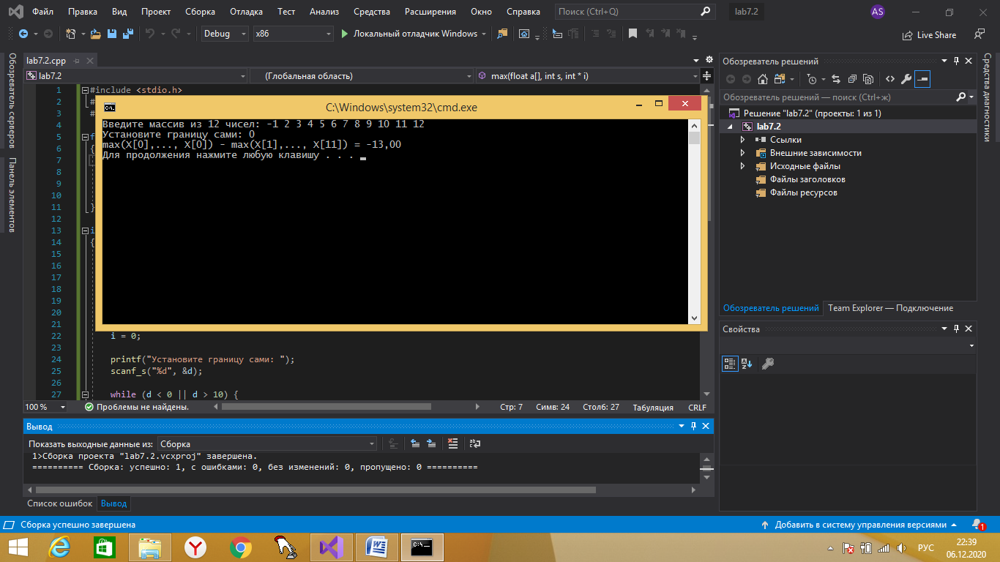 Файл Правка Вид Проект Сборка Отладка Тест Анализ Средства Расширения Окно Справка Поиск (Ctrl+Q) lab7.2 AS
Debug x86 Локальный отладчик Windows Live Share
Обозреватель серверов
Панель элементов
lab7.2.cpp
lab7.2 (Глобальная область) max(float a[], int s, int * i)
1 #include <stdio.h>
2 #
3 #
4
5 f
6 {
7
8
9
10
11 }
12
13 i
14 {
15
16
17
18
19
20
21
22 i = 0;
23
24 printf("Установите границу сами: ");
25 scanf_s("%d", &d);
26
27 while (d < 0 || d > 10) {
C:\Windows\system32\cmd.exe
Введите массив из 12 чисел: -1 2 3 4 5 6 7 8 9 10 11 12
Установите границу сами: 0
max(X[0],..., X[0]) - max(X[1],..., X[11]) = -13,00
Для продолжения нажмите любую клавишу . . .
100 % Проблемы не найдены. Стр: 7 Симв: 24 Столб: 27 Табуляция CRLF
Вывод
Показать выходные данные из: Сборка
1>Сборка проекта "lab7.2.vcxproj" завершена.
========== Сборка: успешно: 1, с ошибками: 0, без изменений: 0, пропущено: 0 ==========
Список ошибок Вывод
Обозреватель решений
Обозреватель решений — поиск (Ctrl+ж)
Решение "lab7.2" (проекты: 1 из 1)
lab7.2
Ссылки
Внешние зависимости
Исходные файлы
Файлы заголовков
Файлы ресурсов
Обозреватель решений Team Explorer — Подключение
Свойства
Средства диагностики
Сборка успешно завершена Добавить в систему управления версиями 1
РУС
22:39
06.12.2020